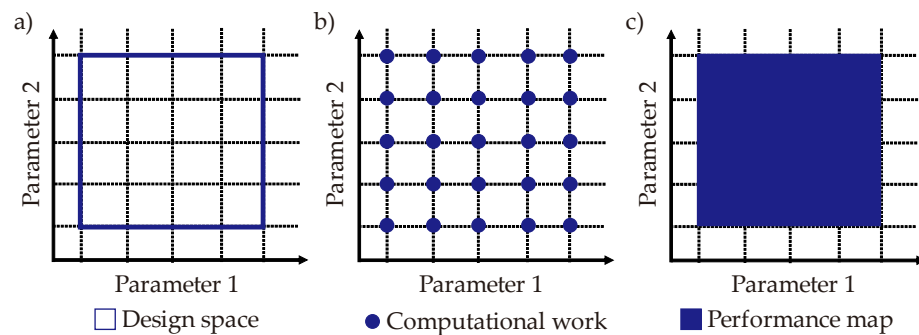 a)
b)
c)
Parameter 2
Parameter 2
Parameter 2
Parameter 1
Parameter 1
Parameter 1
Design space
Computational work
Performance map